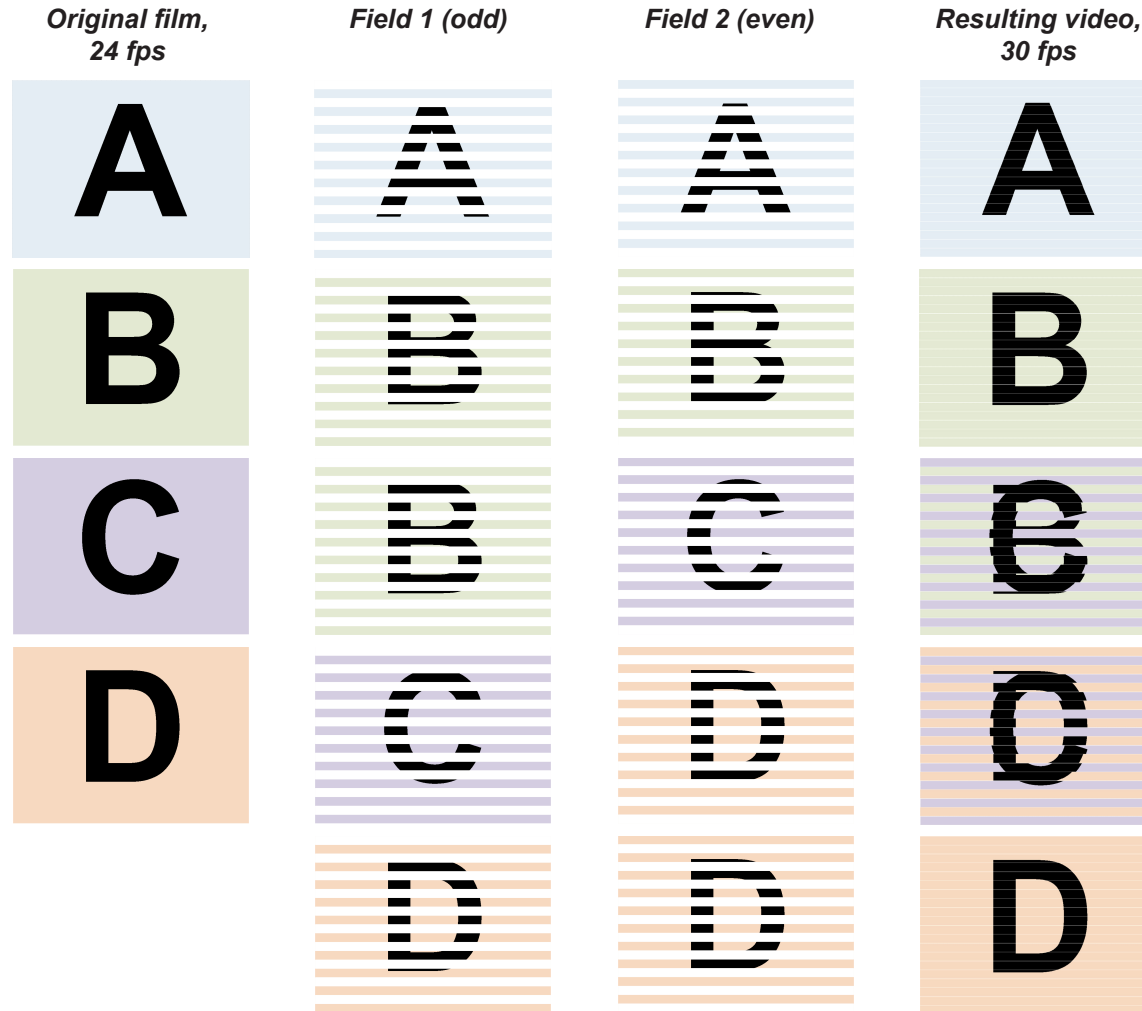 Original film,
24 fps
Field 1 (odd)
Field 2 (even)
Resulting video,
30 fps
A
A
A
A
B
B
B
B
C
B
C
B C
D
C
D
C D
D
D
D